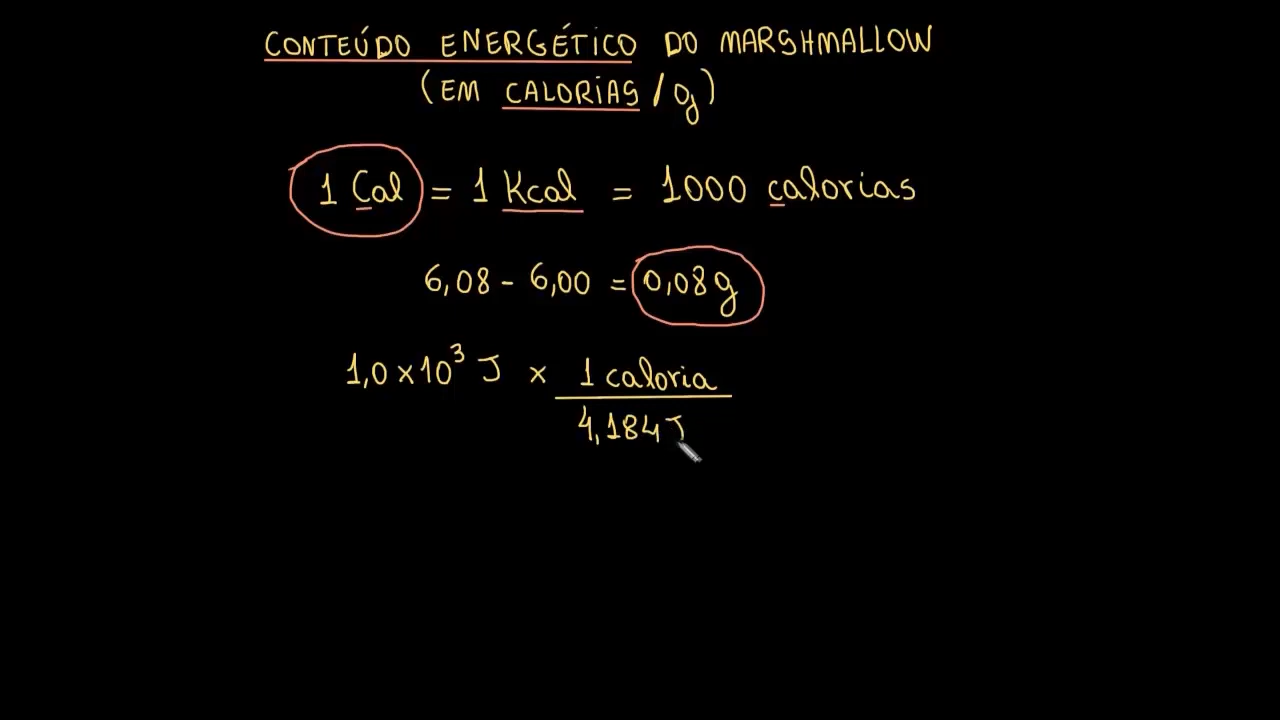 CONTEÚDO ENERGÉTICO DO MARSHMALLOW
(EM CALORIAS/g)
1 Cal = 1 Kcal = 1000 calorias
6,08 - 6,00 = 0,08g
1,0 × 10³ J × 1 caloria
4,184 J